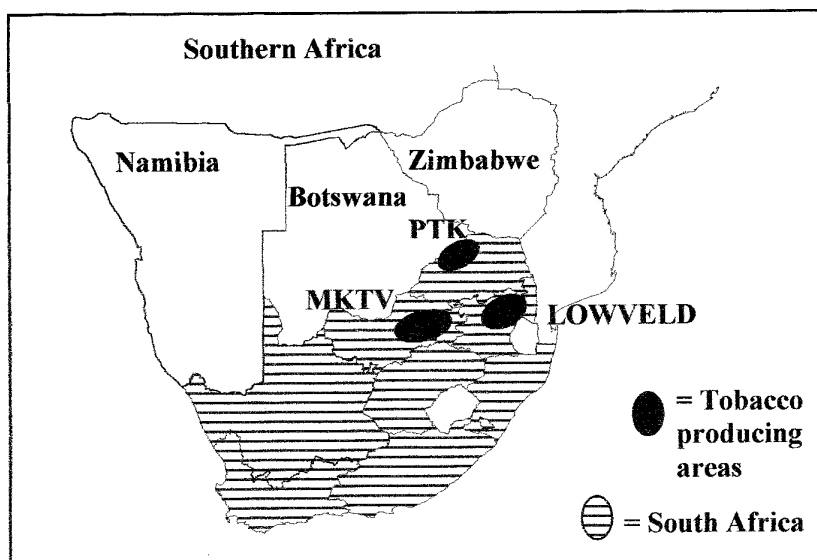 Southern Africa
Namibia
Zimbabwe
Botswana
PTK
MKTV
LOWVELD
= Tobacco
producing
areas
= South Africa